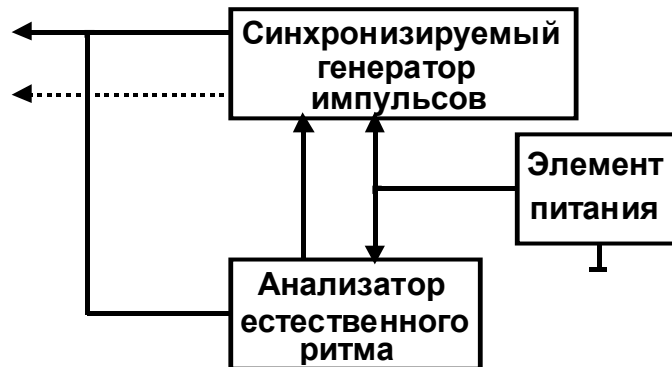 Синхронизируемый
генератор
импульсов
Элемент
питания
Анализатор
естественного
ритма